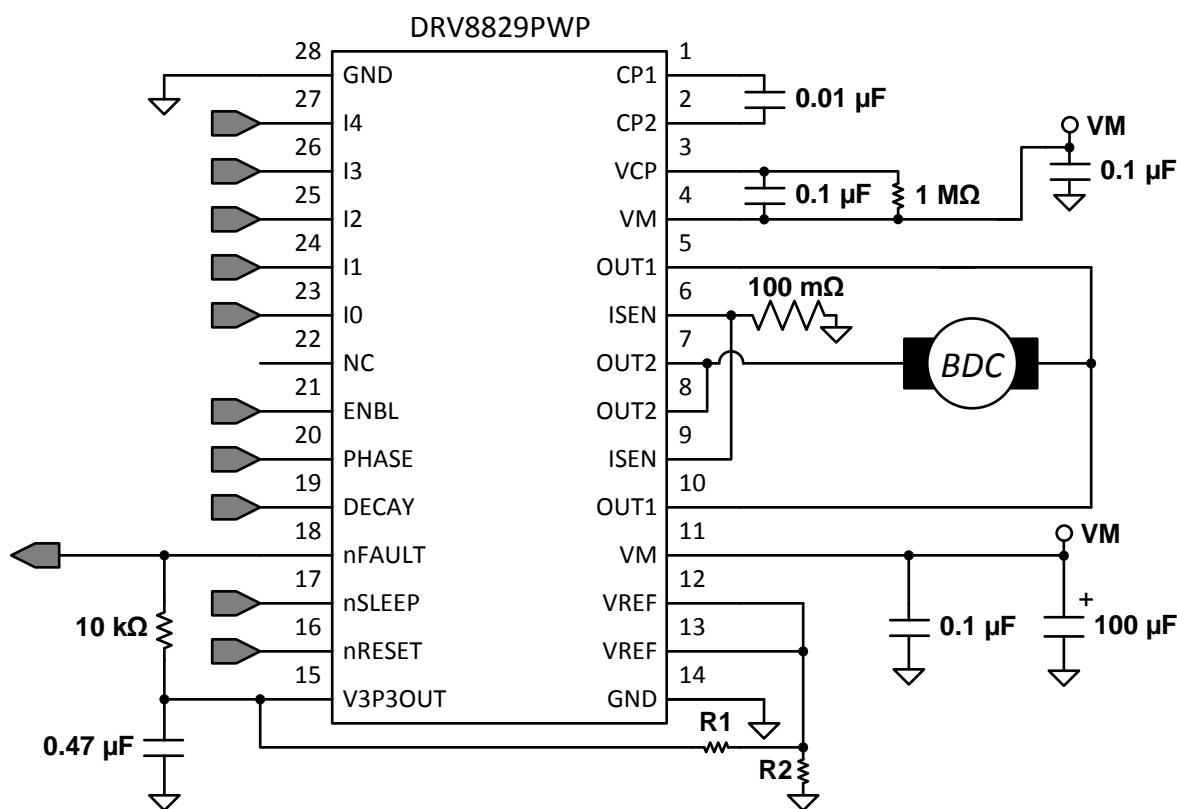 DRV8829PWP
28
GND
27
I4
26
I3
25
I2
24
I1
23
I0
22
NC
21
ENBL
20
PHASE
19
DECAY
18
nFAULT
17
nSLEEP
16
nRESET
15
V3P3OUT
1
CP1
2
CP2
3
VCP
4
VM
5
OUT1
6
ISEN
7
OUT2
8
OUT2
9
ISEN
10
OUT1
11
VM
12
VREF
13
VREF
14
GND
0.01 µF
VM
0.1 µF
0.1 µF
1 MΩ
100 mΩ
BDC
VM
+
0.1 µF
100 µF
10 kΩ
0.47 µF
R1
R2